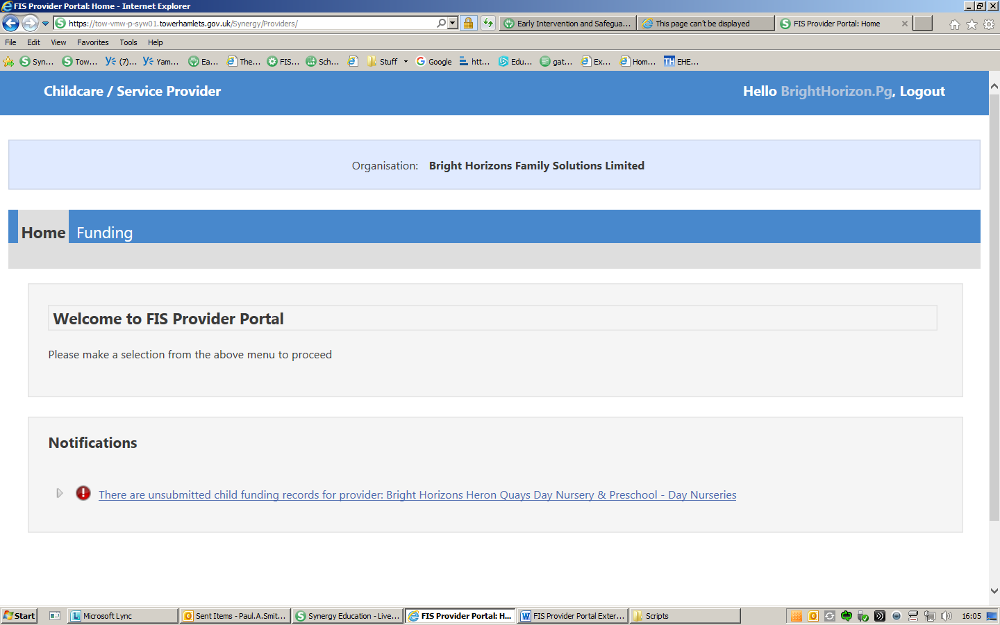 FIS Provider Portal: Home - Internet Explorer
https://tow-vmw-p-syw01.towerhamlets.gov.uk/Synergy/Providers/
Early Intervention and Safegua...
This page can't be displayed
FIS Provider Portal: Home
File Edit View Favorites Tools Help
Syn... Tow... (7)... Yam... Ea... The... FIS... Sch... Stuff Google htt... Edu... gat... Ex... Hom... TH EHE...
Childcare / Service Provider
Hello BrightHorizon.Pg, Logout
Organisation: Bright Horizons Family Solutions Limited
Home Funding
Welcome to FIS Provider Portal
Please make a selection from the above menu to proceed
Notifications
There are unsubmitted child funding records for provider: Bright Horizons Heron Quays Day Nursery & Preschool - Day Nurseries
Start Microsoft Lync Sent Items - Paul.A.Smit... Synergy Education - Live... FIS Provider Portal: H... FIS Provider Portal Exter... Scripts 16:05